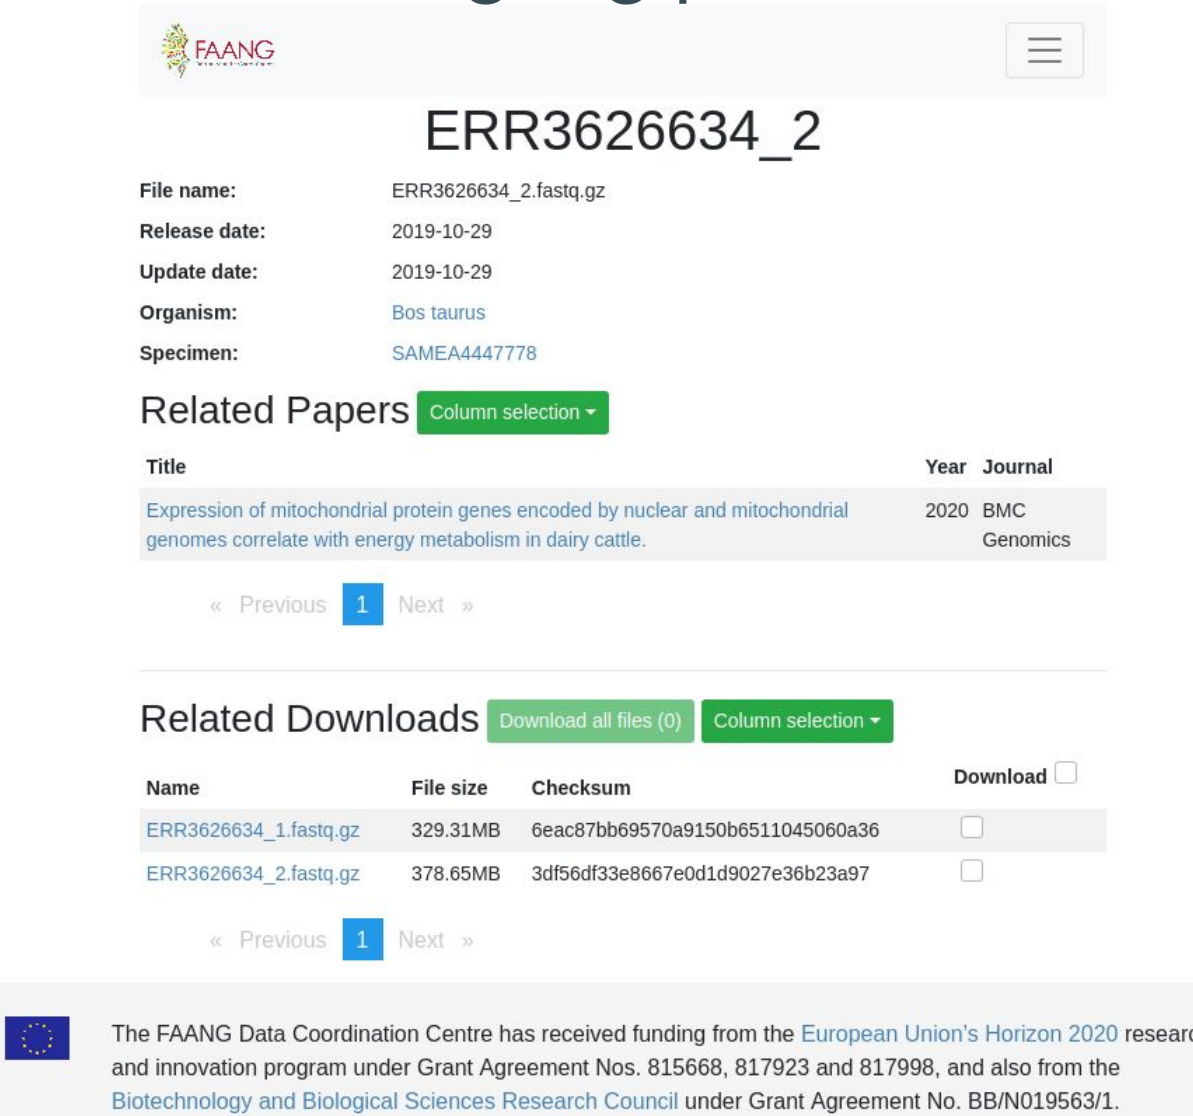 FAANG
ERR3626634_2
File name: ERR3626634_2.fastq.gz
Release date: 2019-10-29
Update date: 2019-10-29
Organism: Bos taurus
Specimen: SAMEA4447778
Related Papers Column selection
Title Year Journal
Expression of mitochondrial protein genes encoded by nuclear and mitochondrial 2020 BMC
genomes correlate with energy metabolism in dairy cattle. Genomics
« Previous 1 Next »
Related Downloads Download all files (0) Column selection
Name File size Checksum Download
ERR3626634_1.fastq.gz 329.31MB 6eac87bb69570a9150b6511045060a36
ERR3626634_2.fastq.gz 378.65MB 3df56df33e8667e0d1d9027e36b23a97
« Previous 1 Next »
The FAANG Data Coordination Centre has received funding from the European Union’s Horizon 2020 researc
and innovation program under Grant Agreement Nos. 815668, 817923 and 817998, and also from the
Biotechnology and Biological Sciences Research Council under Grant Agreement No. BB/N019563/1.